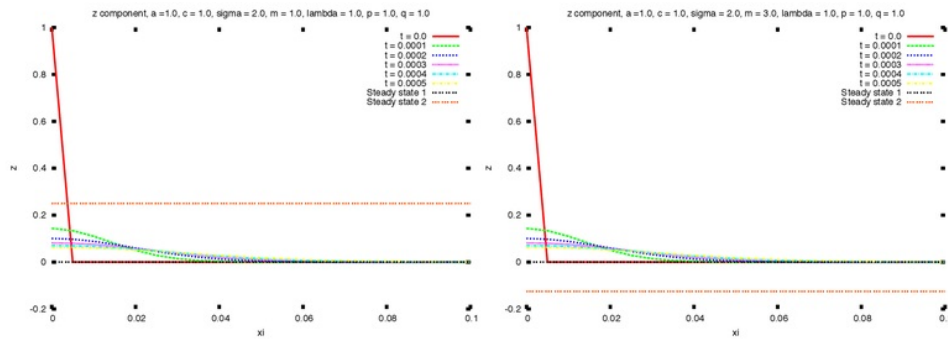 z component, a =1.0, c = 1.0, sigma = 2.0, m = 1.0, lambda = 1.0, p = 1.0, q = 1.0
1
0.8
0.6
0.4
0.2
0
-0.2
z
0
0.02
0.04
0.06
0.08
0.1
xi
t = 0.0
t = 0.0001
t = 0.0002
t = 0.0003
t = 0.0004
t = 0.0005
Steady state 1
Steady state 2
z component, a=1.0, c = 1.0, sigma = 2.0, m = 3.0, lambda = 1.0, p = 1.0, q = 1.0
1
0.8
0.6
0.4
0.2
0
-0.2
z
0
0.02
0.04
0.06
0.08
0.
xi
t = 0.0
t = 0.0001
t = 0.0002
t = 0.0003
t = 0.0004
t = 0.0005
Steady state 1
Steady state 2